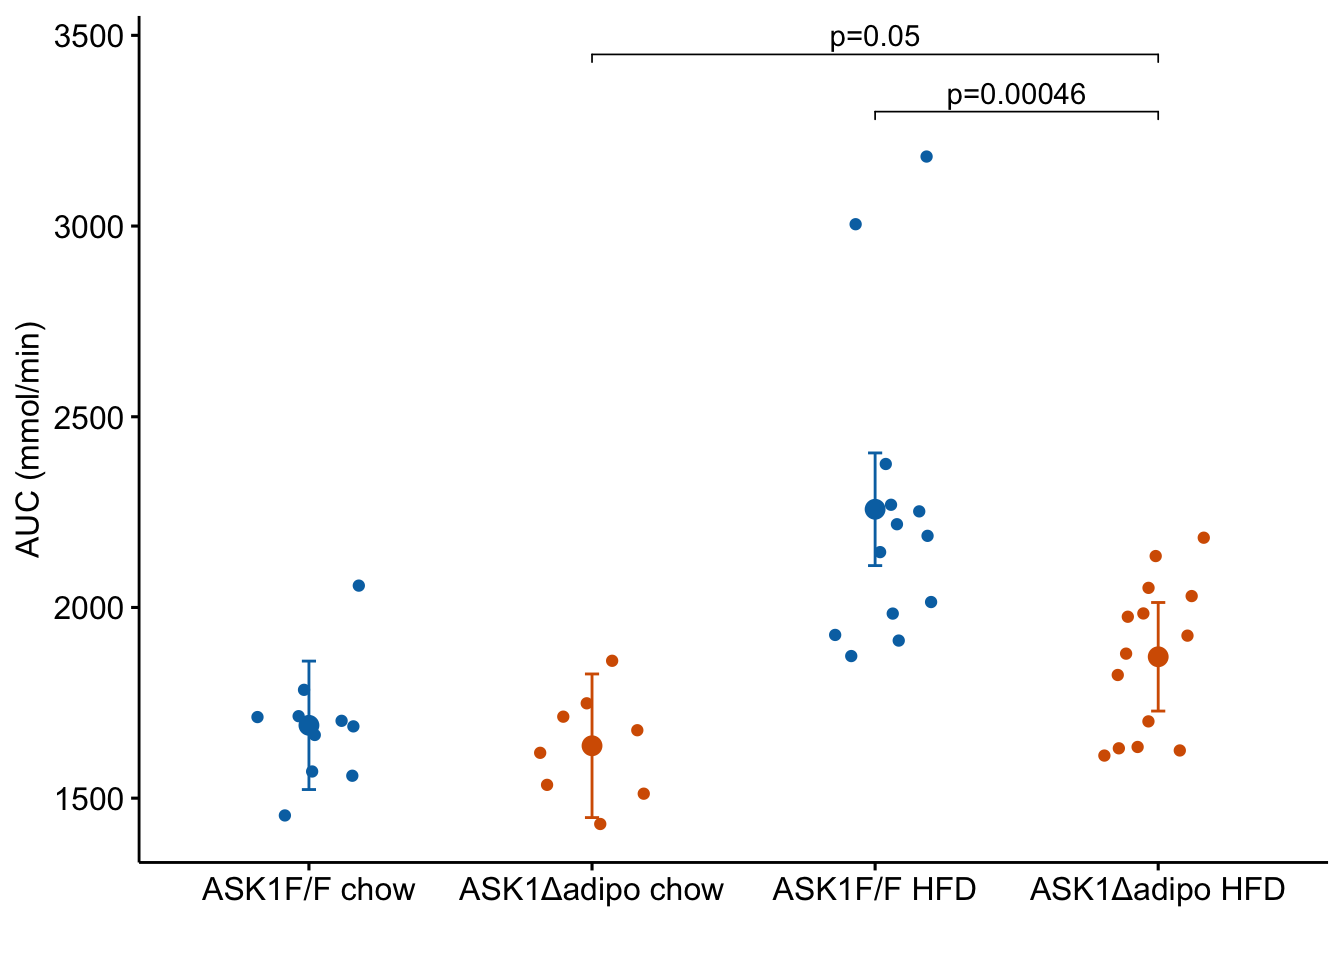 3500
3000
2500
2000
1500
AUC (mmol/min)
p=0.05
p=0.00046
ASK1F/F chow
ASK1Δadipo chow
ASK1F/F HFD
ASK1Δadipo HFD